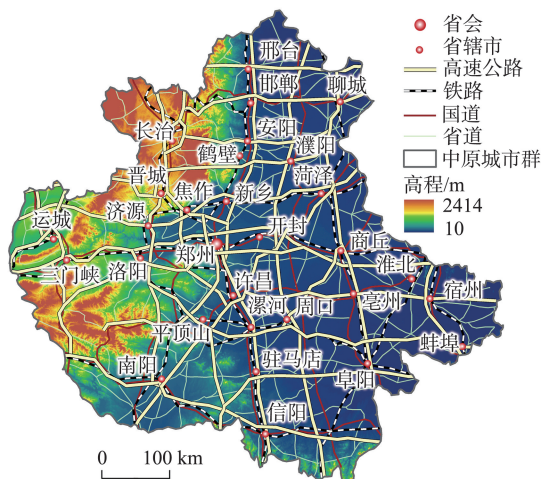 省会
省辖市
高速公路
铁路
国道
省道
中原城市群
高程/m
2414
10
邢台
邯郸
聊城
安阳
长治
濮阳
鹤壁
晋城
菏泽
焦作
新乡
济源
运城
开封
郑州
商丘
淮北
三门峡
洛阳
许昌
宿州
漯河
周口
亳州
平顶山
蚌埠
驻马店
南阳
阜阳
信阳
0 100 km